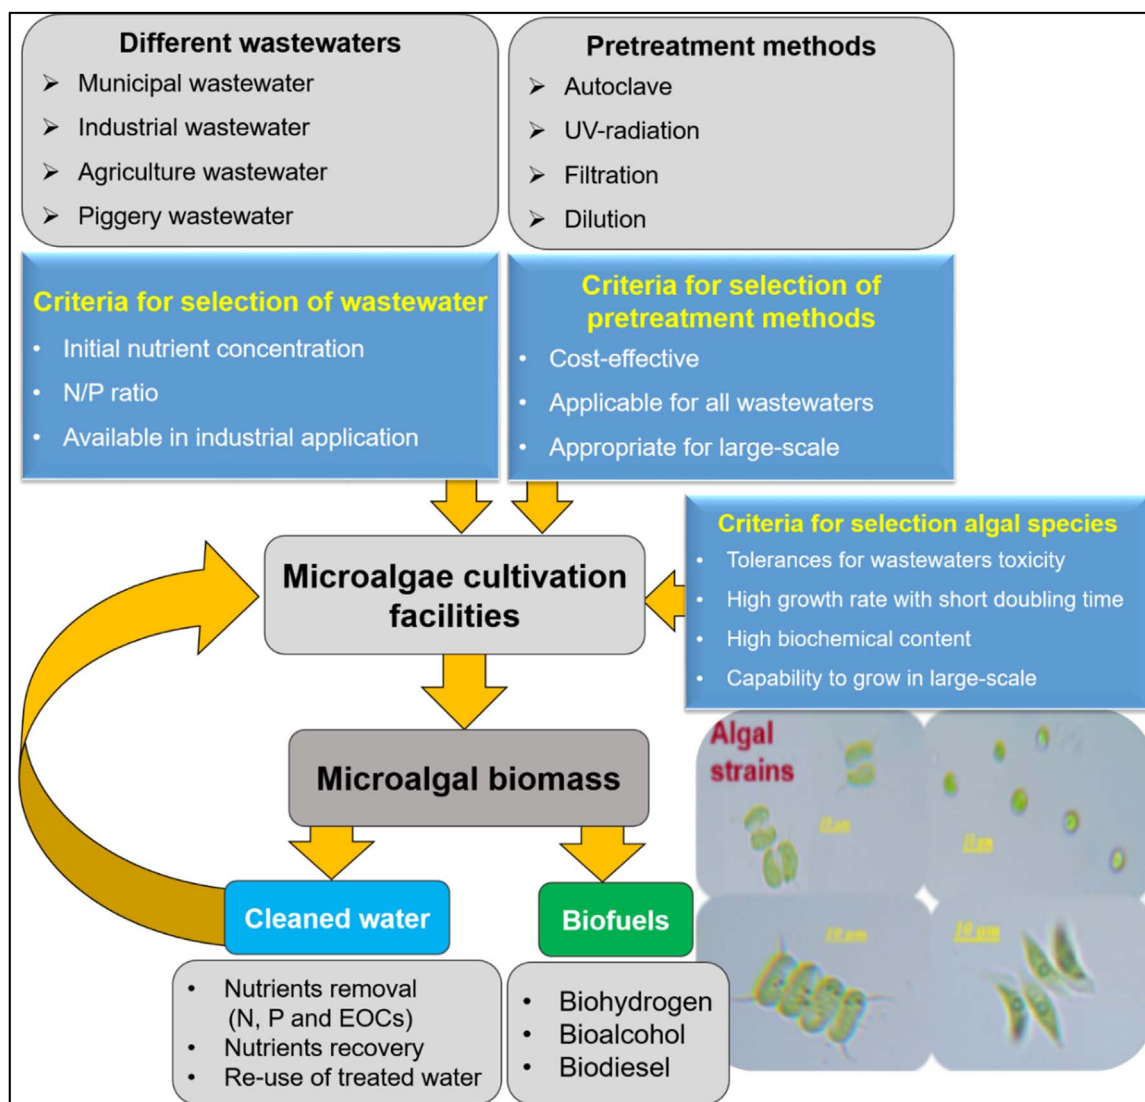 Different wastewaters
➢ Municipal wastewater
➢ Industrial wastewater
➢ Agriculture wastewater
➢ Piggery wastewater
Pretreatment methods
➢ Autoclave
➢ UV-radiation
➢ Filtration
➢ Dilution
Criteria for selection of wastewater
• Initial nutrient concentration
• N/P ratio
• Available in industrial application
Criteria for selection of
pretreatment methods
• Cost-effective
• Applicable for all wastewaters
• Appropriate for large-scale
Criteria for selection algal species
• Tolerances for wastewaters toxicity
• High growth rate with short doubling time
• High biochemical content
• Capability to grow in large-scale
Microalgae cultivation
facilities
Microalgal biomass
Algal
strains
10 µm
Cleaned water
Biofuels
• Nutrients removal
(N, P and EOCs)
• Nutrients recovery
• Re-use of treated water
• Biohydrogen
• Bioalcohol
• Biodiesel